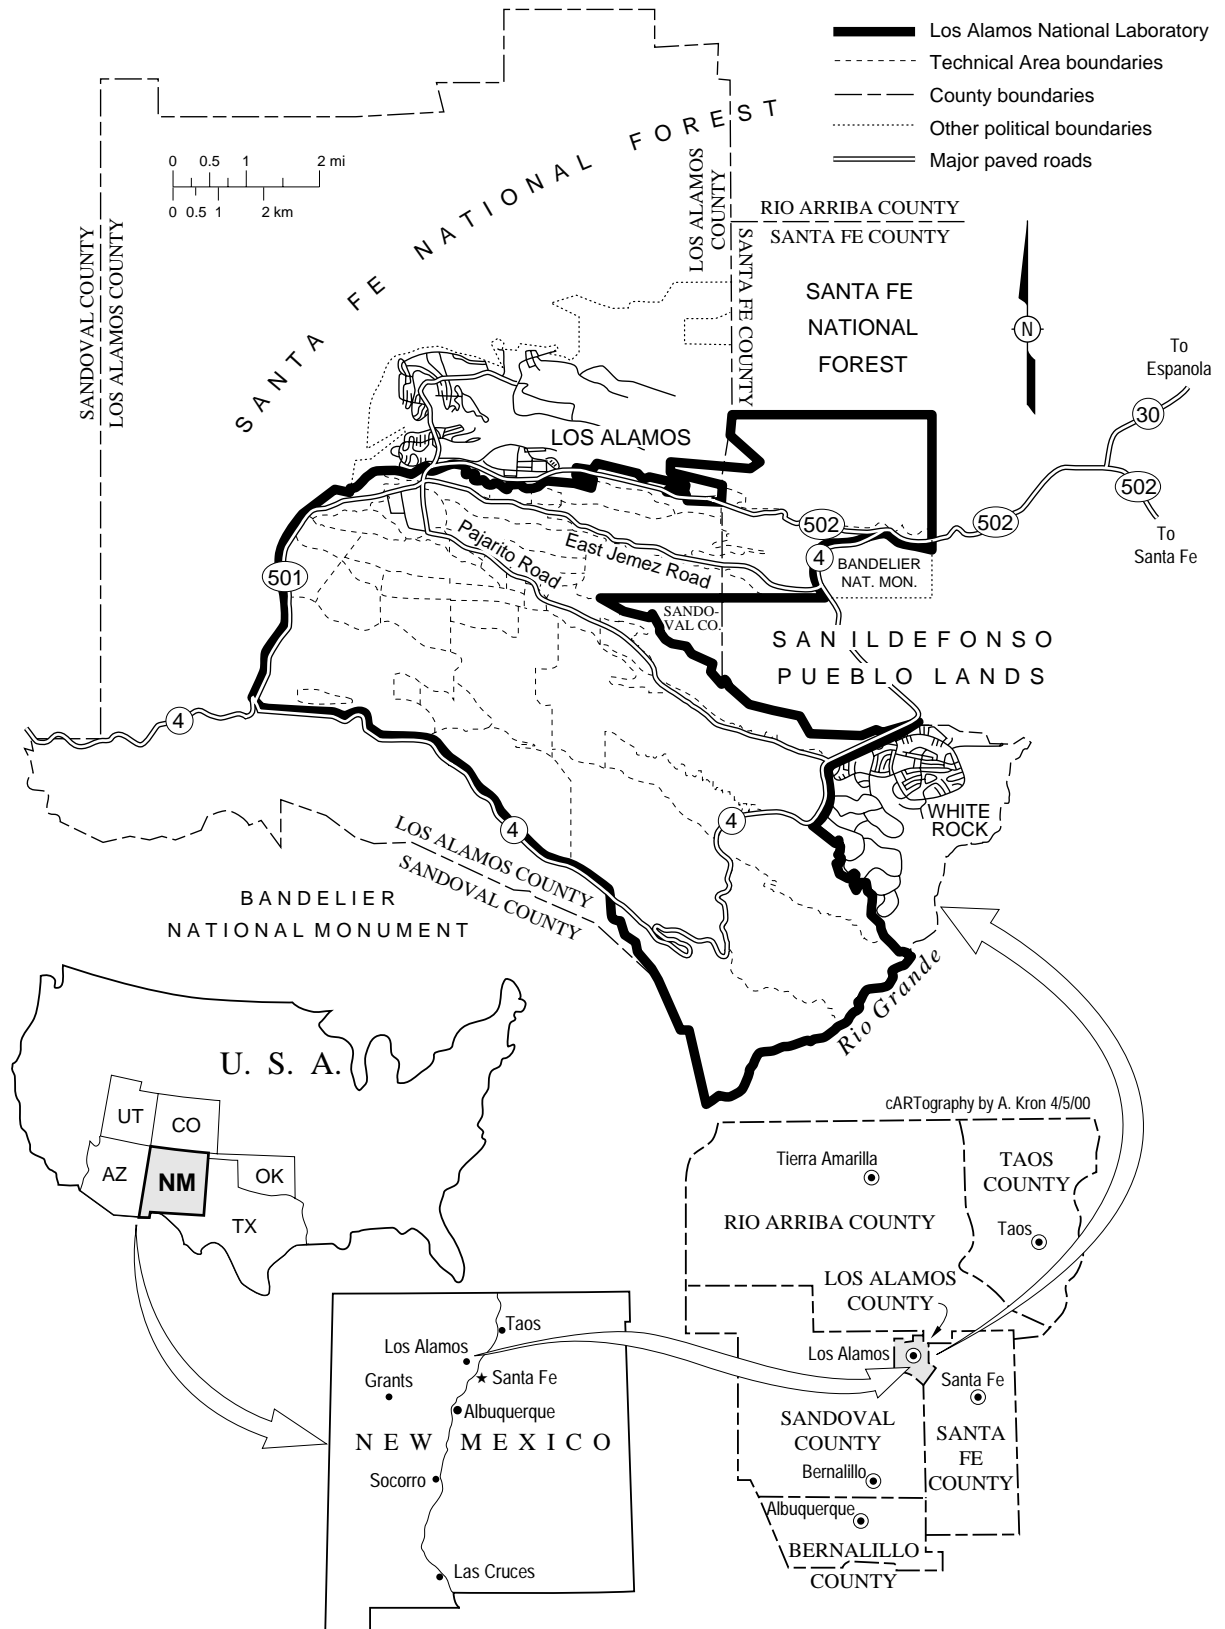 Los Alamos National Laboratory
Technical Area boundaries
County boundaries
Other political boundaries
Major paved roads
0 0.5 1 2 mi
0 0.5 1 2 km
SANTA FE NATIONAL FOREST
SANDOVAL COUNTY
LOS ALAMOS COUNTY
LOS ALAMOS
COUNTY
SANTA FE COUNTY
RIO ARRIBA COUNTY
SANTA FE COUNTY
SANTA FE
NATIONAL
FOREST
N
To
Espanola
30
502
To
Santa Fe
502
502
4
LOS ALAMOS
501
Pajarito Road
East Jemez Road
BANDELIER
NAT. MON.
SANDO-
VAL CO.
SAN ILDEFONSO
PUEBLO LANDS
4
4
4
WHITE
ROCK
LOS ALAMOS COUNTY
SANDOVAL COUNTY
BANDELIER
NATIONAL MONUMENT
Rio Grande
U. S. A.
UT
CO
AZ
NM
OK
TX
cARTography by A. Kron 4/5/00
Tierra Amarilla
TAOS
COUNTY
RIO ARRIBA COUNTY
Taos
LOS ALAMOS
COUNTY
Los Alamos
Santa Fe
SANDOVAL
COUNTY
SANTA
FE
COUNTY
Bernalillo
Albuquerque
BERNALILLO
COUNTY
Taos
Los Alamos
Grants
Santa Fe
Albuquerque
NEW MEXICO
Socorro
Las Cruces